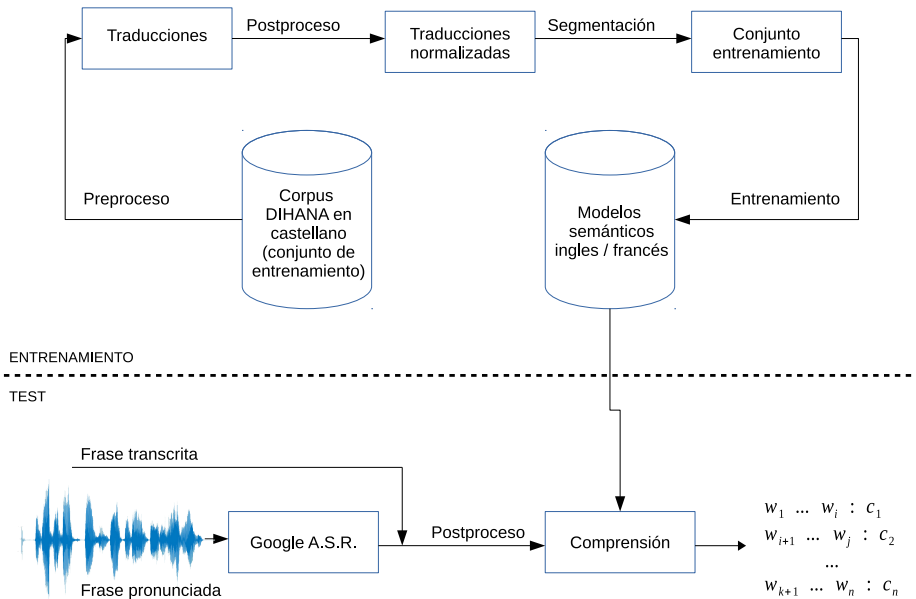 Traducciones
Postproceso
Traducciones
normalizadas
Segmentación
Conjunto
entrenamiento
Preproceso
Corpus
DIHANA en
castellano
(conjunto de
entrenamiento)
Modelos
semánticos
ingles / francés
Entrenamiento
ENTRENAMIENTO
TEST
Frase transcrita
Google A.S.R.
Postproceso
Comprensión
Frase pronunciada
w₁ ... wᵢ : c₁
wᵢ₊₁ ... wⱼ : c₂
...
wₖ₊₁ ... wₙ : cₙ